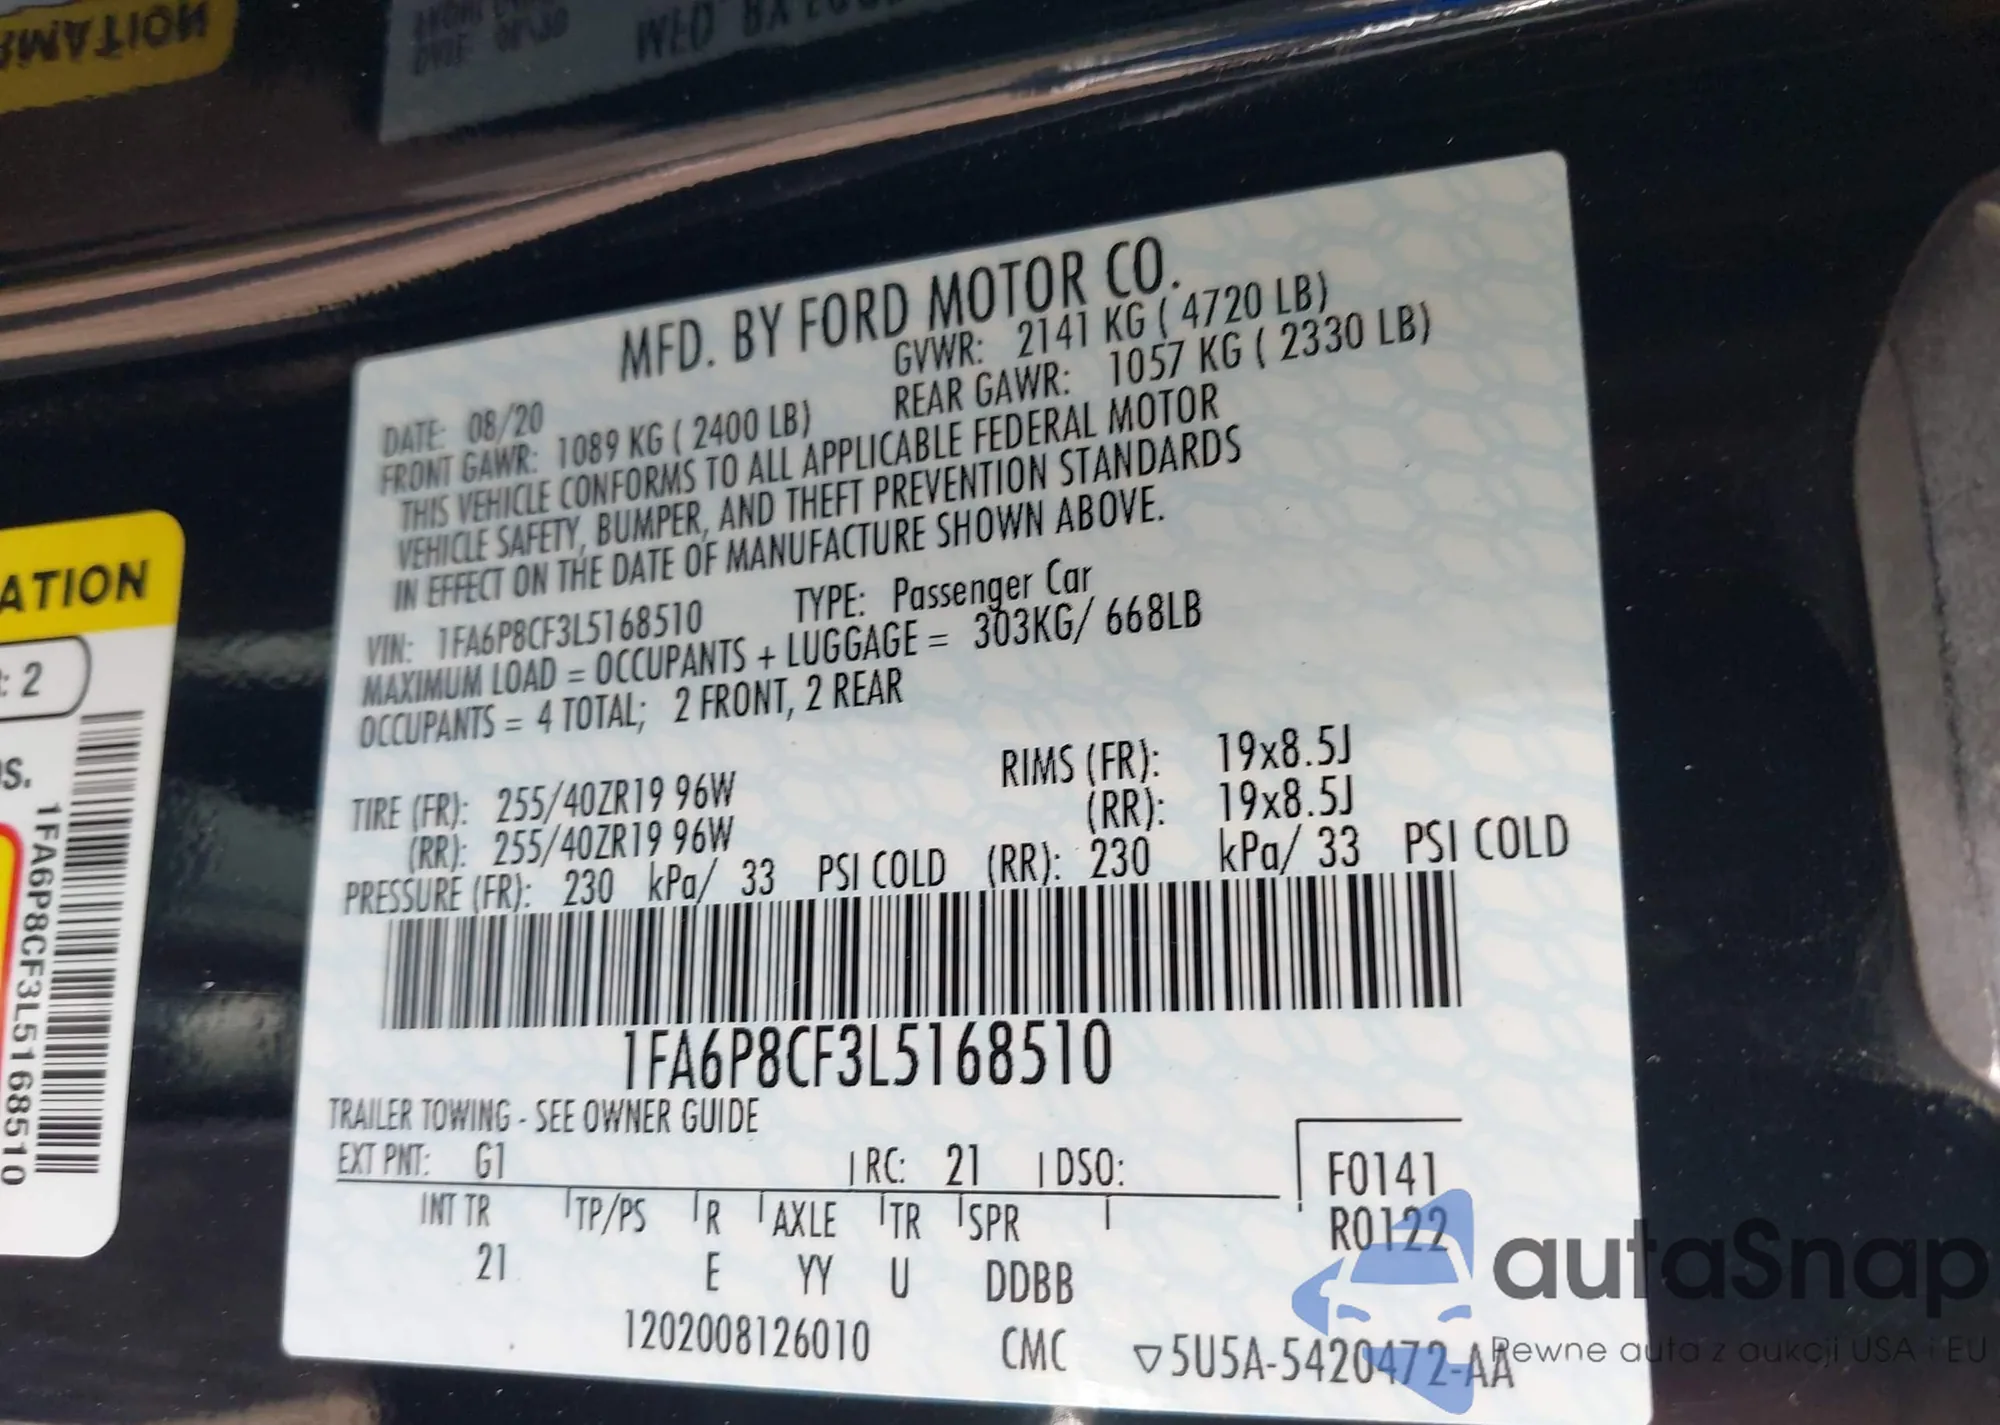 MFD. BY FORD MOTOR CO.
DATE: 08/20 GVWR: 2141 KG ( 4720 LB)
FRONT GAWR: 1089 KG ( 2400 LB) REAR GAWR: 1057 KG ( 2330 LB)
THIS VEHICLE CONFORMS TO ALL APPLICABLE FEDERAL MOTOR
VEHICLE SAFETY, BUMPER, AND THEFT PREVENTION STANDARDS
IN EFFECT ON THE DATE OF MANUFACTURE SHOWN ABOVE.
VIN: 1FA6P8CF3L5168510 TYPE: Passenger Car
MAXIMUM LOAD = OCCUPANTS + LUGGAGE = 303KG/ 668LB
OCCUPANTS = 4 TOTAL; 2 FRONT, 2 REAR
TIRE (FR): 255/40ZR19 96W RIMS (FR): 19x8.5J
(RR): 255/40ZR19 96W (RR): 19x8.5J
PRESSURE (FR): 230 kPa/ 33 PSI COLD (RR): 230 kPa/ 33 PSI COLD
1FA6P8CF3L5168510
TRAILER TOWING - SEE OWNER GUIDE
EXT PNT: G1 RC: 21 DSO: F0141
INT TR TP/PS R AXLE TR SPR R0122
21 E YY U DDBB
1202008126010 CMC ▽5U5A-5420472-AA
ATION
: 2
s.
1FA6P8CF3L5168510
autaSnap
Pewne auta z aukcji USA i EU